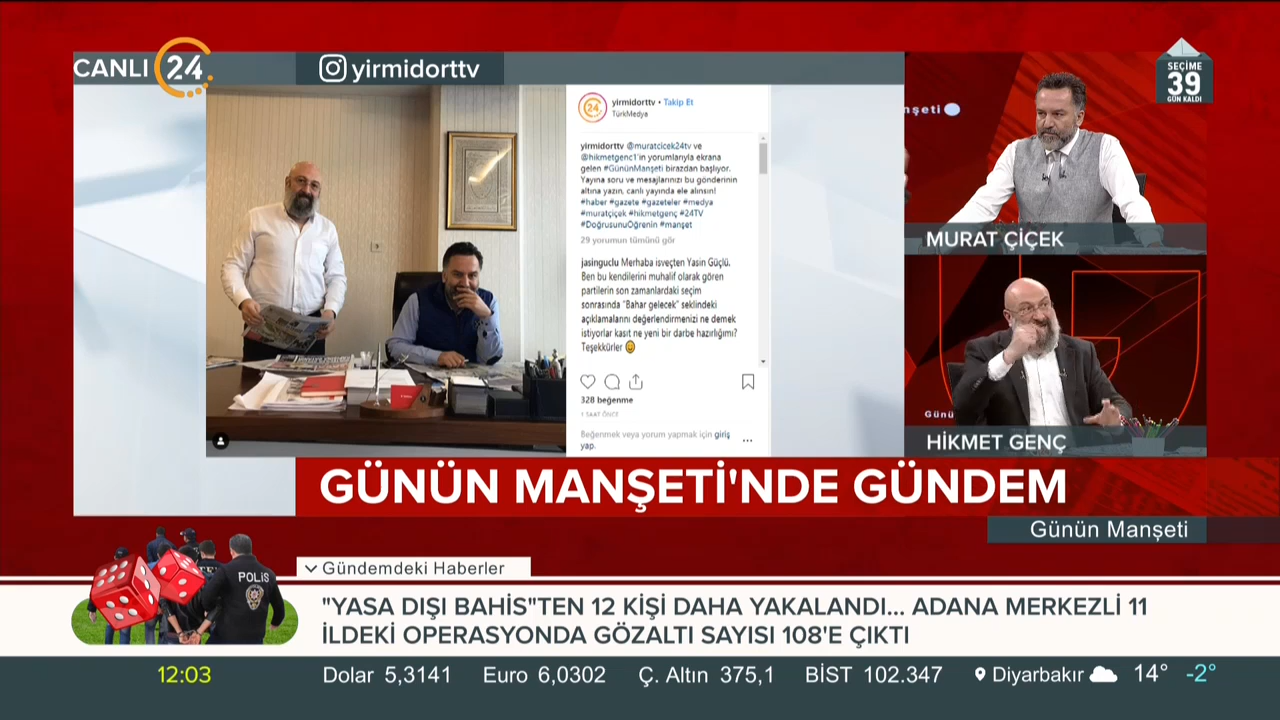 CANLI 24
yirmidorttv
SEÇİME
39
GÜN KALDI
yirmidorttv • Takip Et
TürkMedya
yirmidorttv @muratcicek24tv ve
@hikmetgenc1'in yorumlarıyla ekrana
gelen #GününManşeti birazdan başlıyor.
Yayına soru ve mesajlarınızı bu gönderinin
altına yazın, canlı yayında ele alınsın!
#haber #gazete #gazeteler #medya
#muratçiçek #hikmetgenç #24TV
#DoğrusunuÖğrenin #manşet
29 yorumun tümünü gör
jasinguclu Merhaba isveçten Yasin Güçlü.
Ben bu kendilerini muhalif olarak gören
partilerin son zamanlardaki seçim
sonrasında "Bahar gelecek" seklindeki
açıklamalarını değerlendirmenizi ne demek
istiyorlar kasıt ne yeni bir darbe hazırlığımı?
Teşekkürler
328 beğenme
1 SAAT ÖNCE
Beğenmek veya yorum yapmak için giriş
yap.
nşeti
MURAT ÇİÇEK
Günü
HİKMET GENÇ
GÜNÜN MANŞETİ'NDE GÜNDEM
Günün Manşeti
POLİS
Gündemdeki Haberler
"YASA DIŞI BAHİS"TEN 12 KİŞİ DAHA YAKALANDI... ADANA MERKEZLİ 11
İLDEKİ OPERASYONDA GÖZALTI SAYISI 108'E ÇIKTI
12:03 Dolar 5,3141 Euro 6,0302 Ç. Altın 375,1 BİST 102.347 Diyarbakır 14° -2°